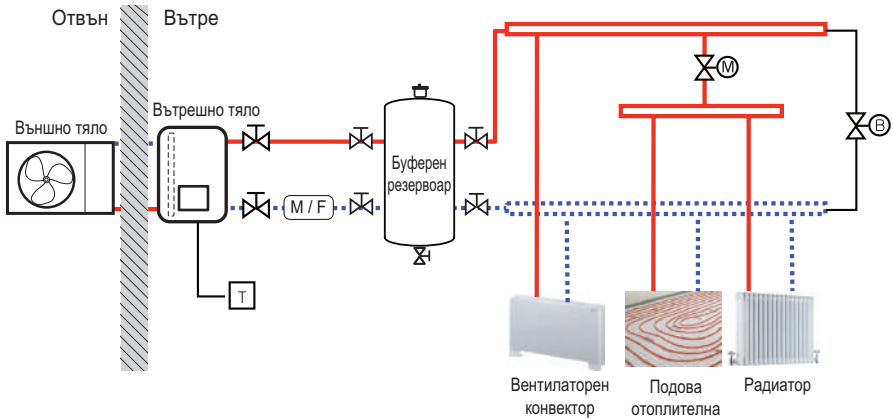 Отвън
Вътре
Външно тяло
Вътрешно тяло
M / F
T
Буферен
резервоар
M
B
Вентилаторен
конвектор
Подова
отоплителна
Радиатор